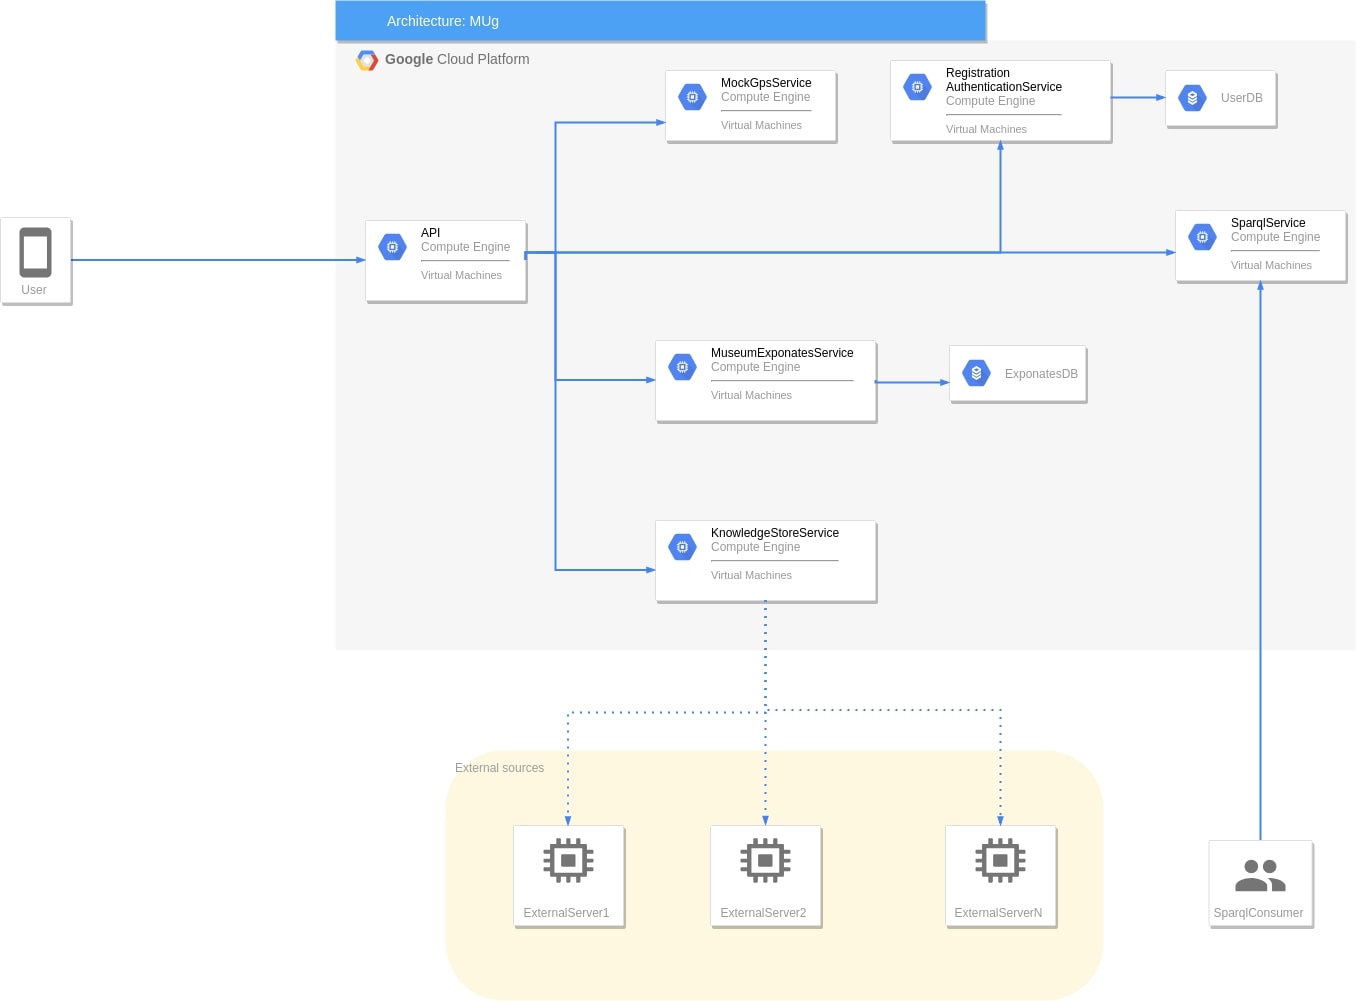 Architecture: MUg
Google Cloud Platform
MockGpsService
Compute Engine
Virtual Machines
Registration
AuthenticationService
Compute Engine
Virtual Machines
UserDB
User
API
Compute Engine
Virtual Machines
SparqlService
Compute Engine
Virtual Machines
MuseumExponatesService
Compute Engine
Virtual Machines
ExponatesDB
KnowledgeStoreService
Compute Engine
Virtual Machines
External sources
ExternalServer1
ExternalServer2
ExternalServerN
SparqlConsumer